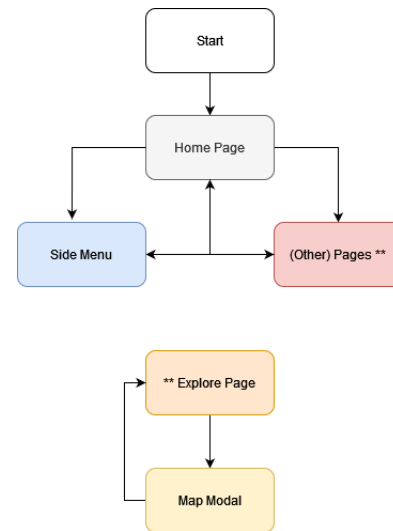 Start
Home Page
Side Menu
(Other) Pages **
** Explore Page
Map Modal